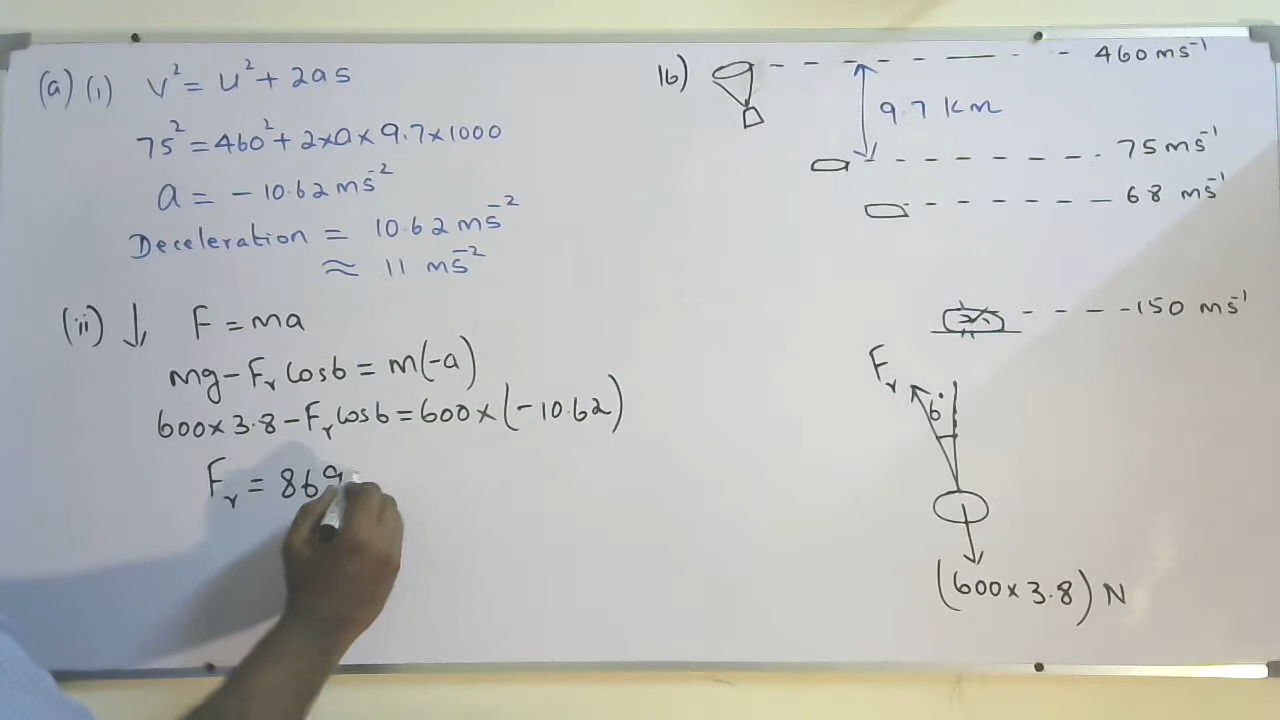 (a) (i) v² = u² + 2as
75² = 460² + 2×a×9.7×1000
a = -10.62 ms⁻²
Deceleration = 10.62 ms⁻²
≈ 11 ms⁻²
(ii) ↓ F = ma
mg - Fᵣ cos6 = m(-a)
600×3.8 - Fᵣ cos6 = 600×(-10.62)
Fᵣ = 869
16) 460 ms⁻¹
9.7 km
75 ms⁻¹
68 ms⁻¹
150 ms⁻¹
Fᵣ
6°
(600×3.8) N